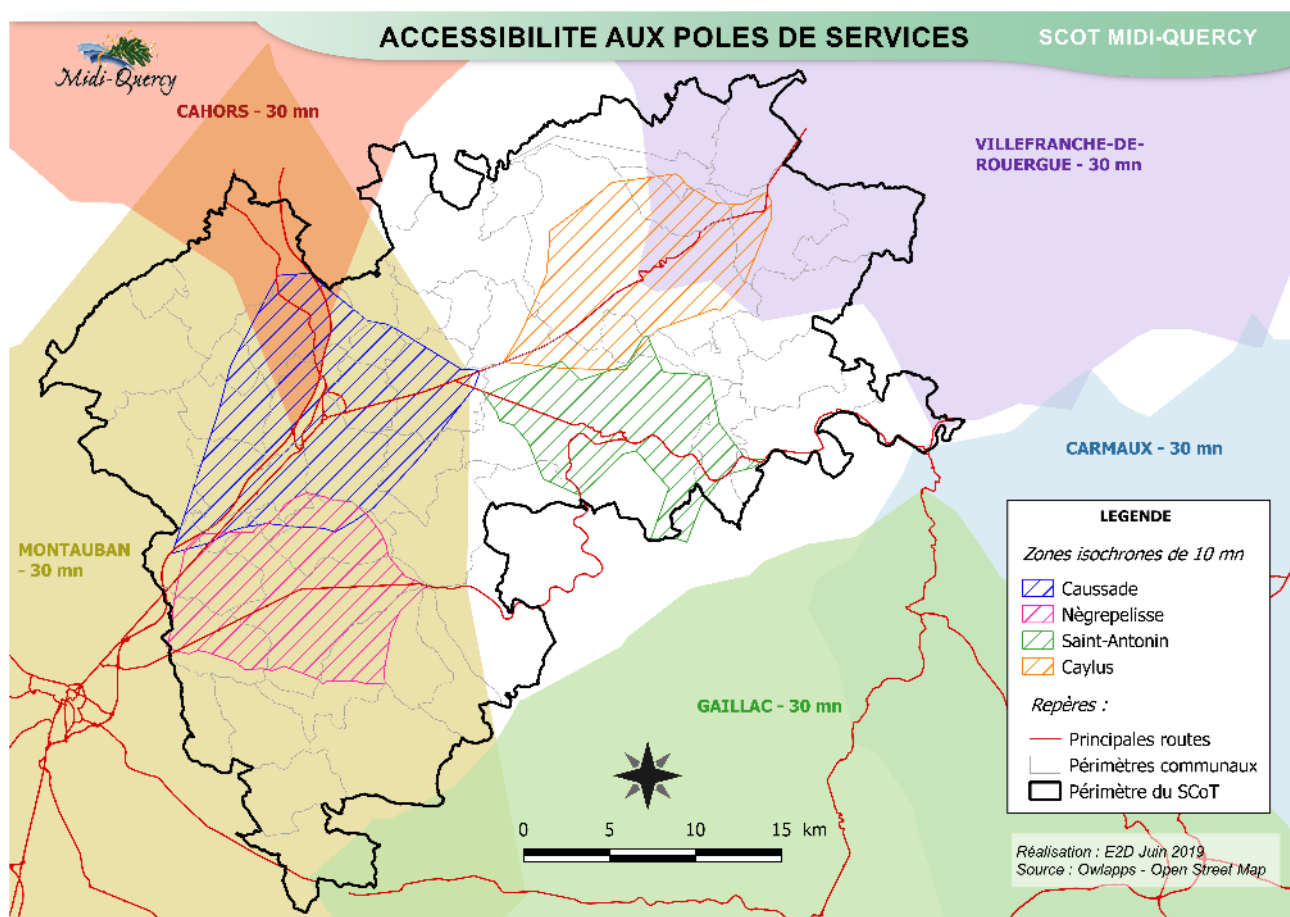 ACCESSIBILITE AUX POLES DE SERVICES
SCOT MIDI-QUERCY
Midi-Quercy
CAHORS - 30 mn
VILLEFRANCHE-DE-
ROUERGUE - 30 mn
CARMAUX - 30 mn
MONTAUBAN
- 30 mn
GAILLAC - 30 mn
LEGENDE
Zones isochrones de 10 mn
Caussade
Nègrepelisse
Saint-Antonin
Caylus
Repères :
Principales routes
Périmètres communaux
Périmètre du SCoT
0 5 10 15 km
Réalisation : E2D Juin 2019
Source : Owlapps - Open Street Map